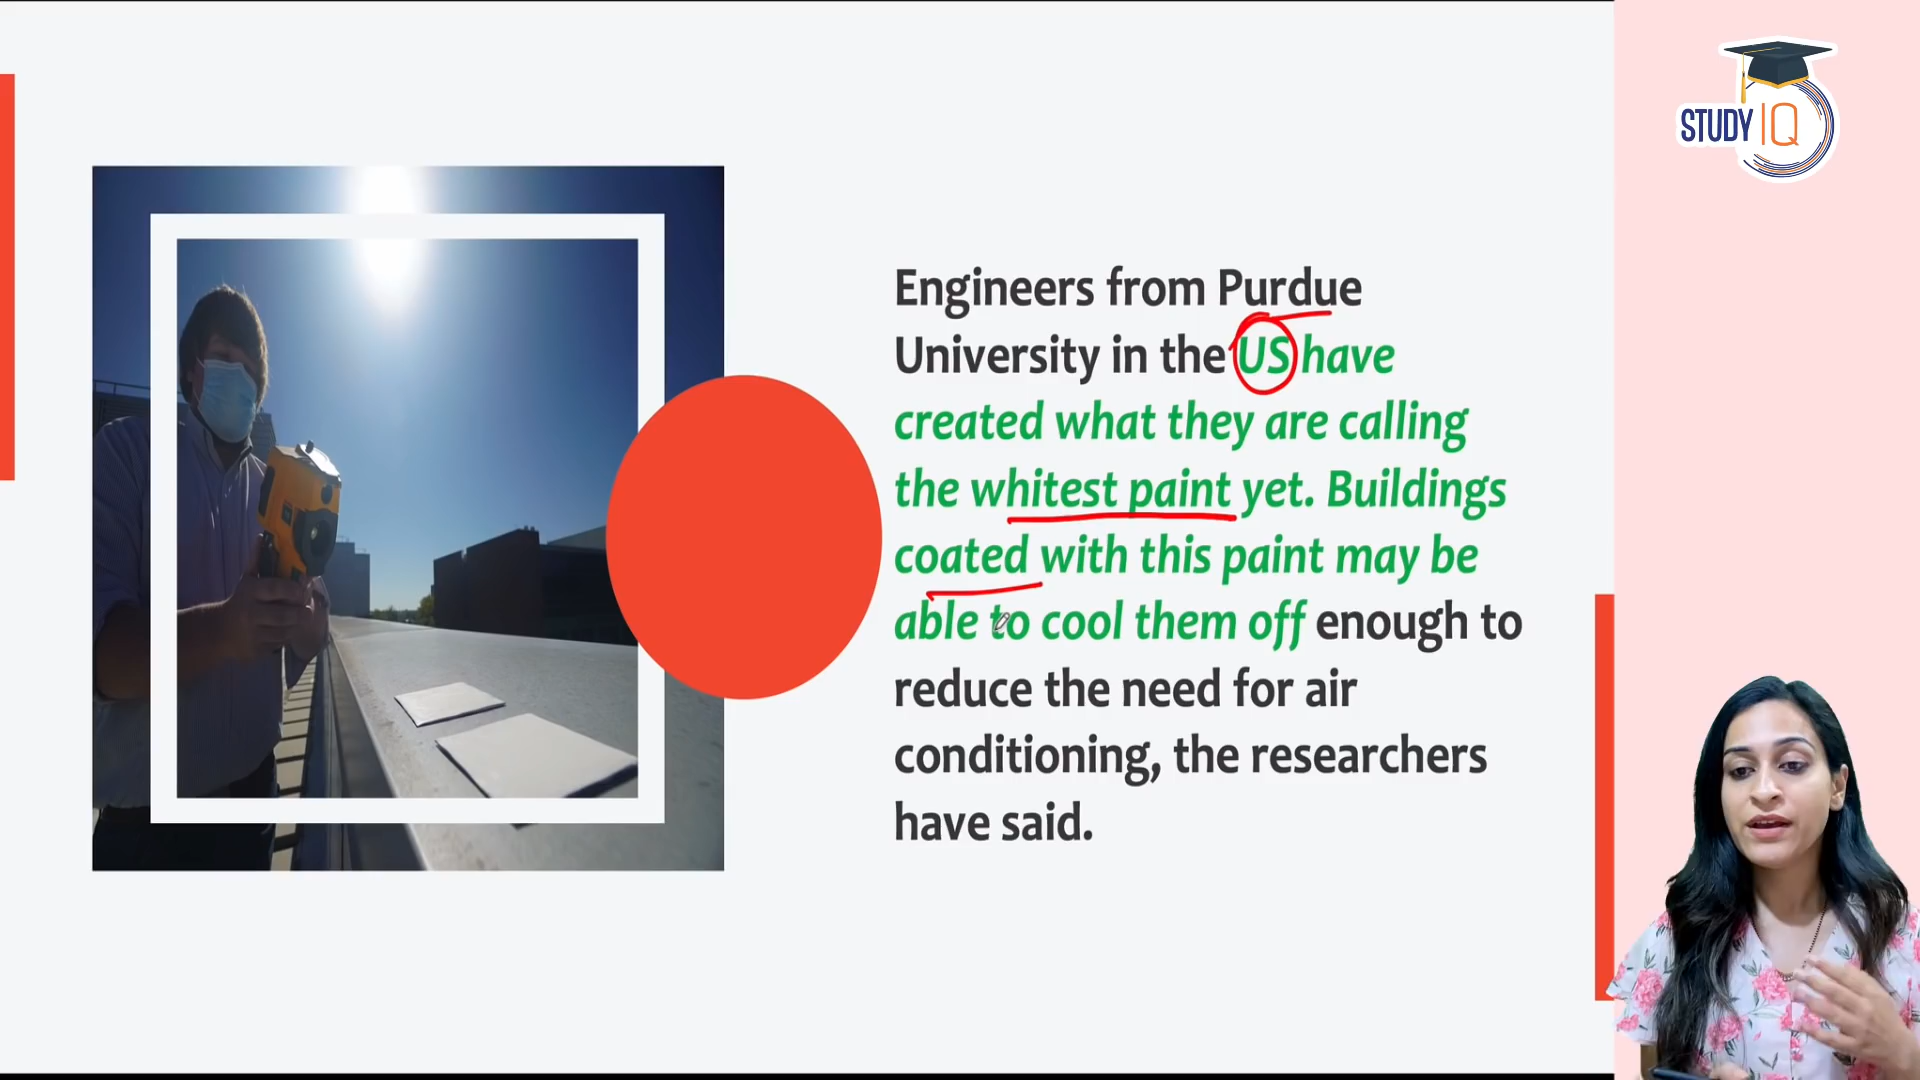 STUDY IQ
Engineers from Purdue
University in the US have
created what they are calling
the whitest paint yet. Buildings
coated with this paint may be
able to cool them off enough to
reduce the need for air
conditioning, the researchers
have said.